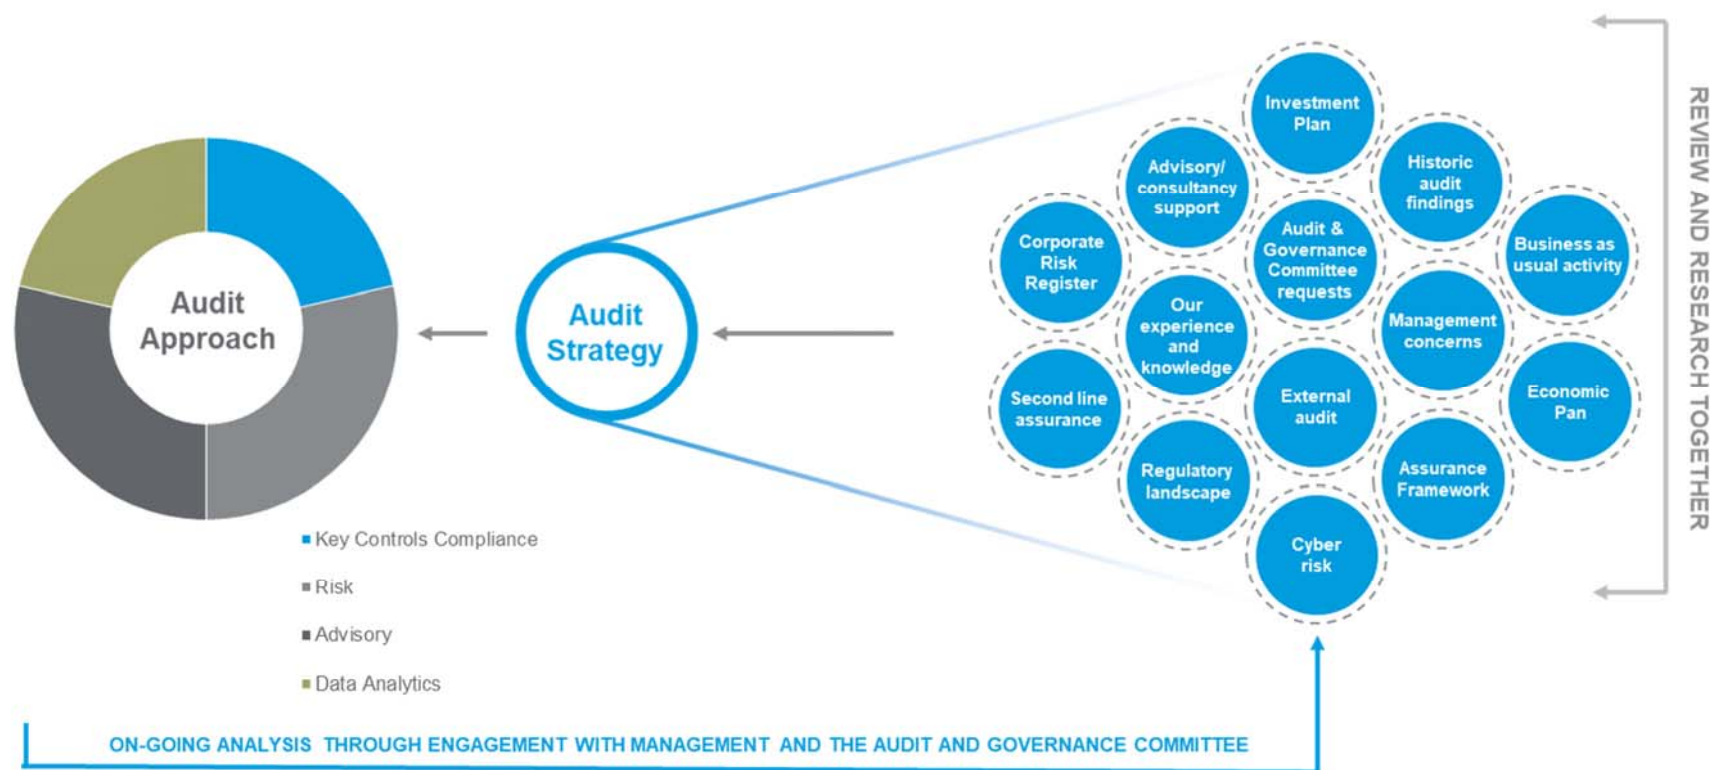 Audit
Approach
Key Controls Compliance
Risk
Advisory
Data Analytics
Audit
Strategy
Investment
Plan
Advisory/
consultancy
support
Historic
audit
findings
Corporate
Risk
Register
Audit &
Governance
Committee
requests
Business as
usual activity
Our
experience
and
knowledge
Management
concerns
Second line
assurance
External
audit
Economic
Pan
Regulatory
landscape
Assurance
Framework
Cyber
risk
REVIEW AND RESEARCH TOGETHER
ON-GOING ANALYSIS THROUGH ENGAGEMENT WITH MANAGEMENT AND THE AUDIT AND GOVERNANCE COMMITTEE